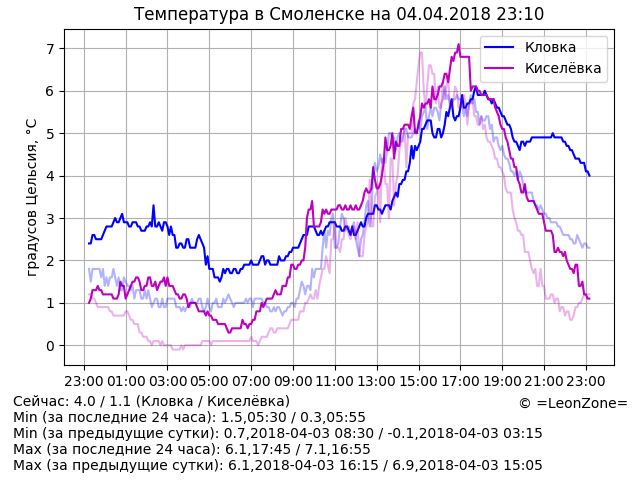 Температура в Смоленске на 04.04.2018 23:10
Кловка
Киселёвка
градусов Цельсия, °C
7
6
5
4
3
2
1
0
23:00 01:00 03:00 05:00 07:00 09:00 11:00 13:00 15:00 17:00 19:00 21:00 23:00
Сейчас: 4.0 / 1.1 (Кловка / Киселёвка)
© =LeonZone=
Min (за последние 24 часа): 1.5,05:30 / 0.3,05:55
Min (за предыдущие сутки): 0.7,2018-04-03 08:30 / -0.1,2018-04-03 03:15
Max (за последние 24 часа): 6.1,17:45 / 7.1,16:55
Max (за предыдущие сутки): 6.1,2018-04-03 16:15 / 6.9,2018-04-03 15:05